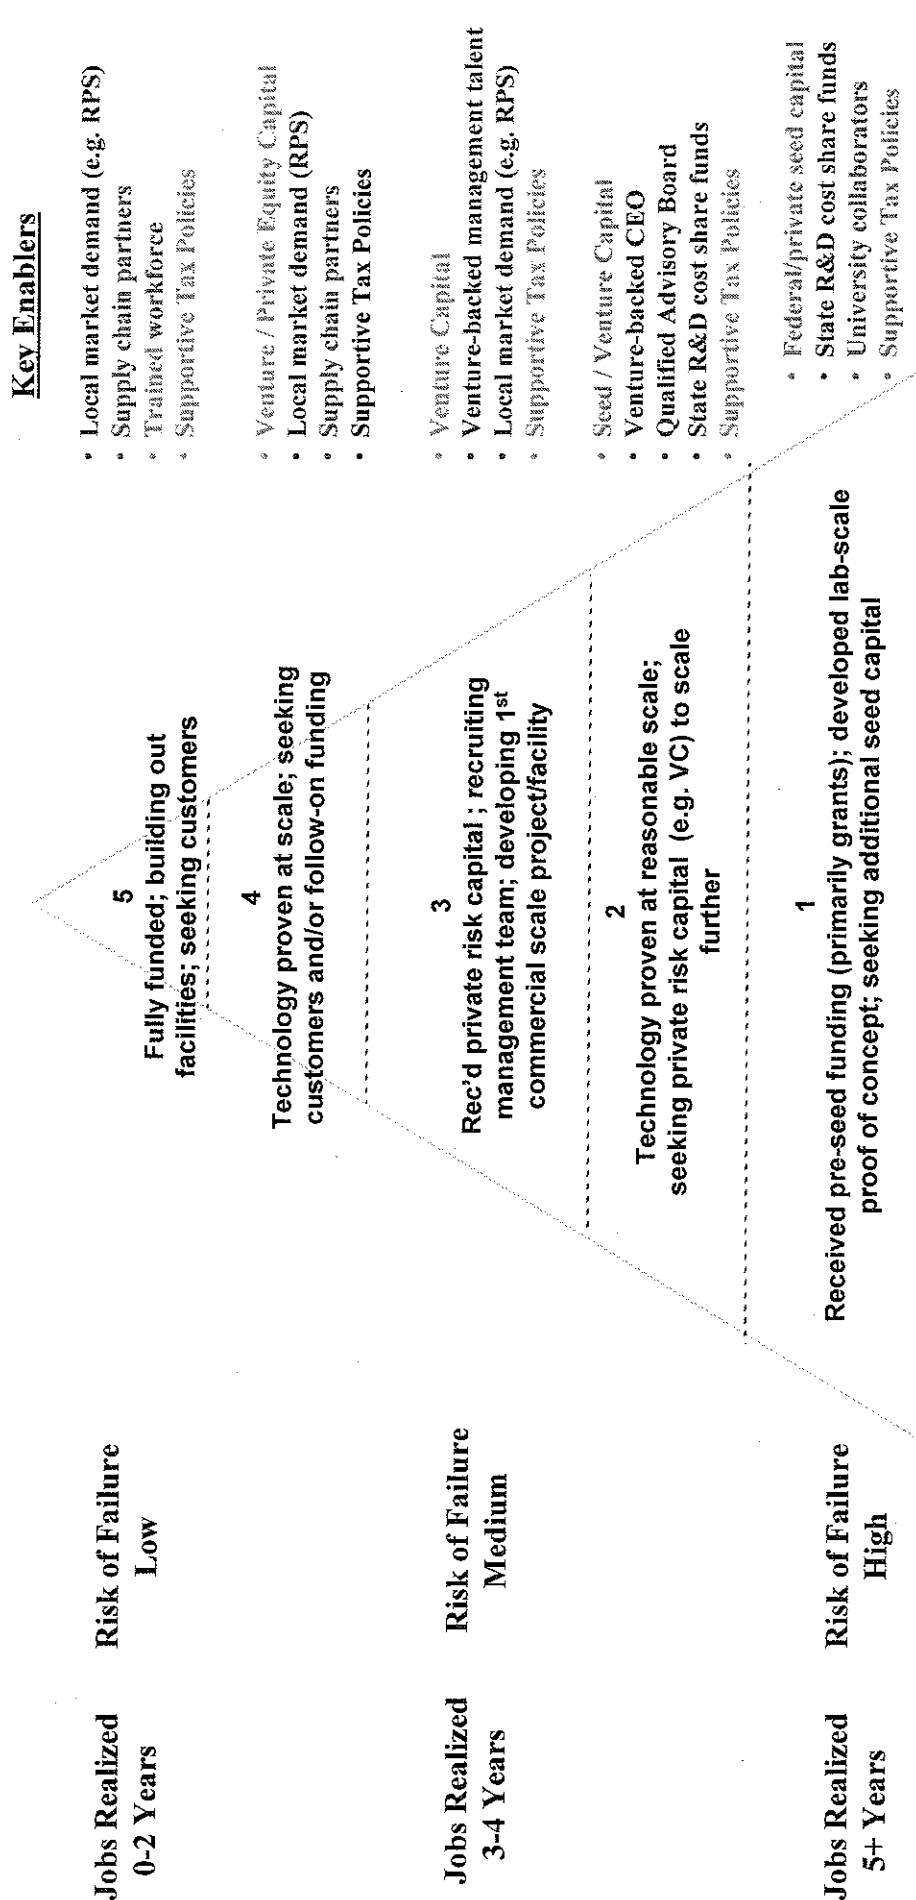 Key Enablers
Jobs Realized
0-2 Years
Risk of Failure
Low
5
Fully funded; building out
facilities; seeking customers
• Local market demand (e.g. RPS)
• Supply chain partners
• Trained workforce
• Supportive Tax Policies
4
Technology proven at scale; seeking
customers and/or follow-on funding
• Venture / Private Equity Capital
• Local market demand (RPS)
• Supply chain partners
• Supportive Tax Policies
Jobs Realized
3-4 Years
Risk of Failure
Medium
3
Rec'd private risk capital ; recruiting
management team; developing 1st
commercial scale project/facility
• Venture Capital
• Venture-backed management talent
• Local market demand (e.g. RPS)
• Supportive Tax Policies
2
Technology proven at reasonable scale;
seeking private risk capital (e.g. VC) to scale
further
• Seed / Venture Capital
• Venture-backed CEO
• Qualified Advisory Board
• State R&D cost share funds
• Supportive Tax Policies
Jobs Realized
5+ Years
Risk of Failure
High
1
Received pre-seed funding (primarily grants); developed lab-scale
proof of concept; seeking additional seed capital
• Federal/private seed capital
• State R&D cost share funds
• University collaborators
• Supportive Tax Policies